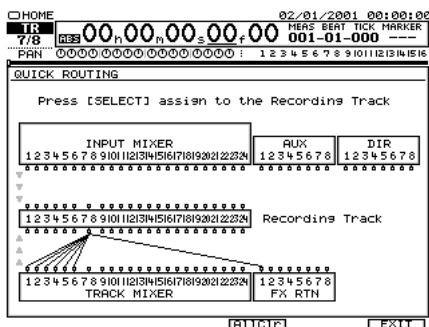 HOME 02/01/2001 00:00:00
TR 7/8 ABS 00h00m00s00f00 MEAS BEAT TICK MARKER 001-01-000 ---
PAN 1 2 3 4 5 6 7 8 9 10 11 12 13 14 15 16
QUICK ROUTING
Press [SELECT] assign to the Recording Track
INPUT MIXER AUX DIR
1 2 3 4 5 6 7 8 9 10 11 12 13 14 15 16 17 18 19 20 21 22 23 24 1 2 3 4 5 6 7 8 1 2 3 4 5 6 7 8
1 2 3 4 5 6 7 8 9 10 11 12 13 14 15 16 17 18 19 20 21 22 23 24 Recording Track
1 2 3 4 5 6 7 8 9 10 11 12 13 14 15 16 17 18 19 20 21 22 23 24 1 2 3 4 5 6 7 8
TRACK MIXER FX RTN
AllClr EXIT